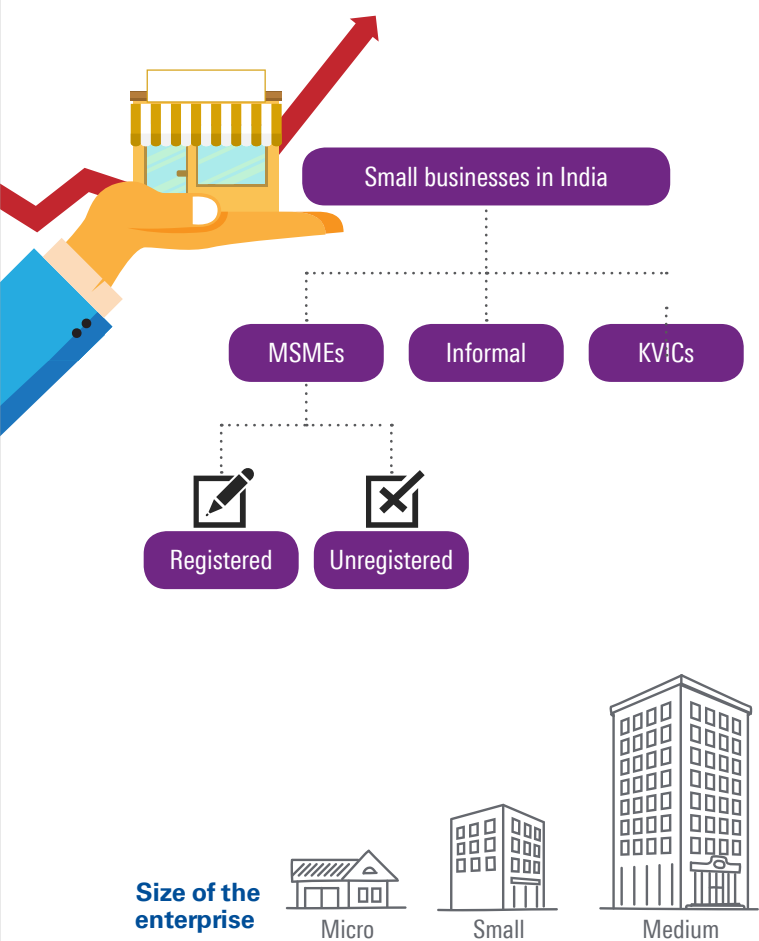 Small businesses in India
MSMEs
Informal
KVICs
Registered
Unregistered
Size of the
enterprise
Micro
Small
Medium